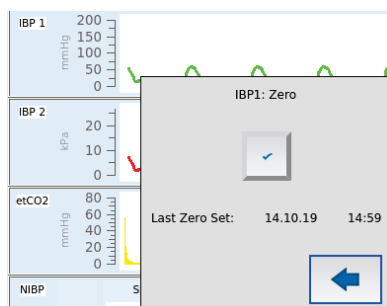 IBP 1
mmHg
200
150
100
50
0
IBP1: Zero
IBP 2
kPa
20
10
0
Last Zero Set: 14.10.19 14:59
etCO2
mmHg
80
60
40
20
0
NIBP S